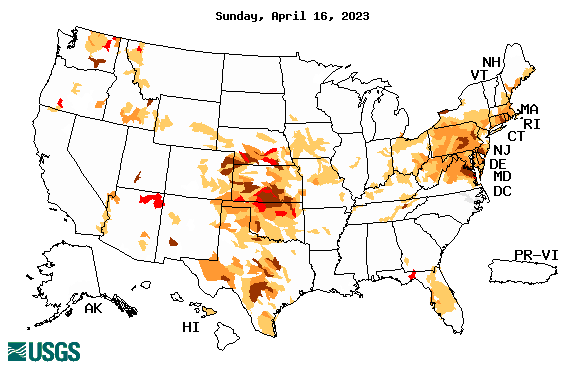 Sunday, April 16, 2023
NH
VT
MA
RI
CT
NJ
DE
MD
DC
PR-VI
AK
HI
USGS